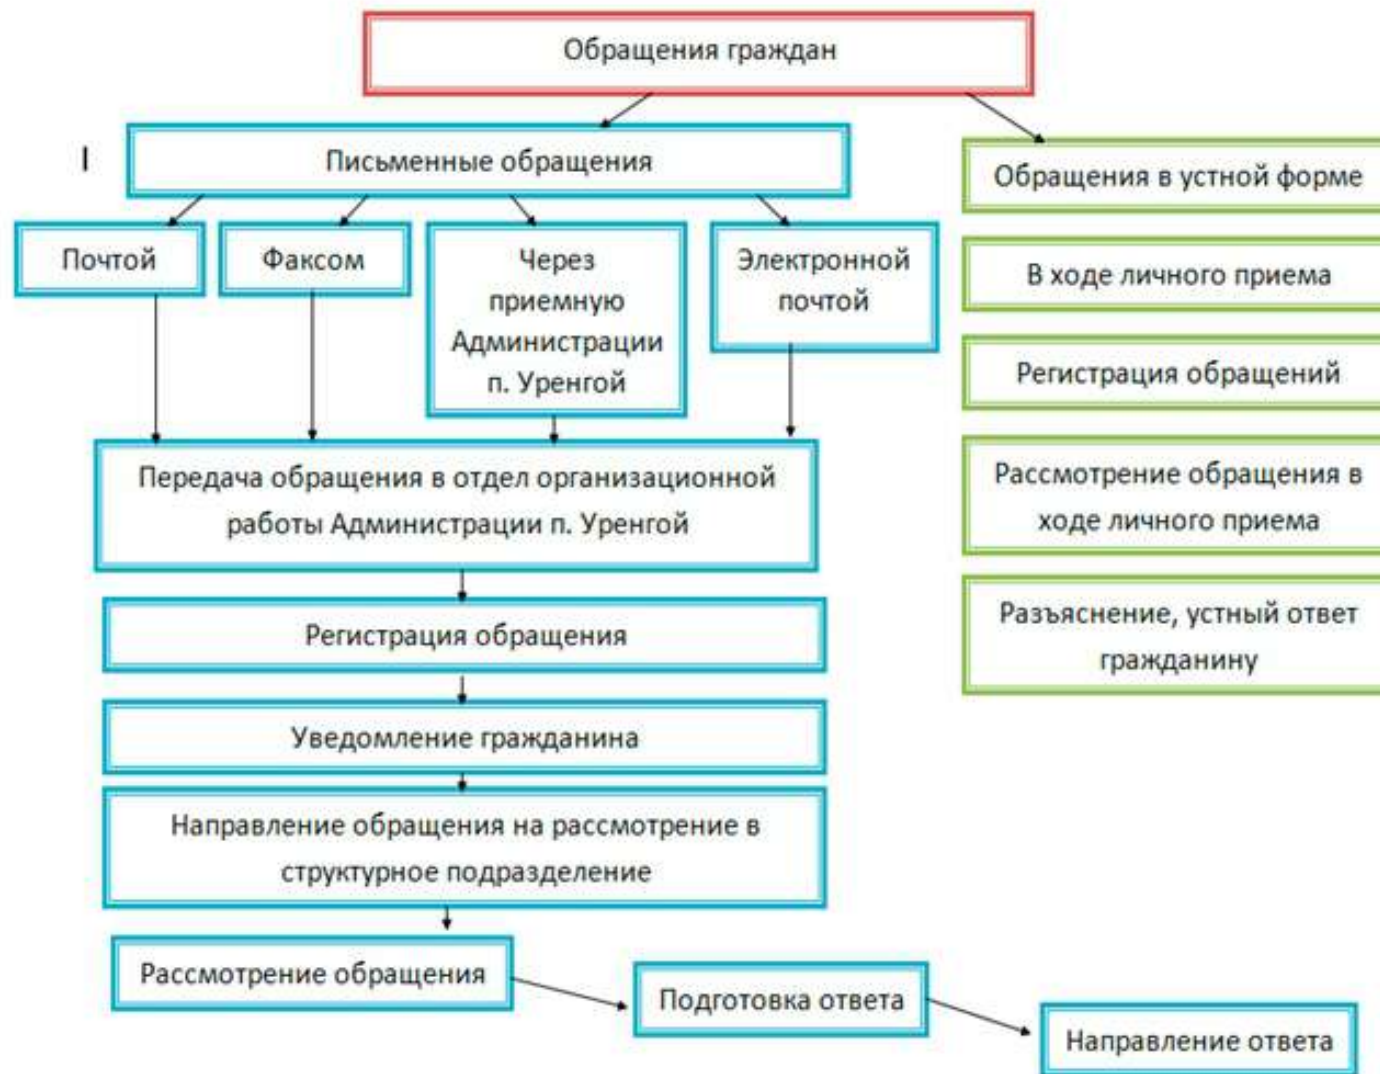 Обращения граждан
I
Письменные обращения
Почтой
Факсом
Через
приемную
Администрации
п. Уренгой
Электронной
почтой
Передача обращения в отдел организационной
работы Администрации п. Уренгой
Регистрация обращения
Уведомление гражданина
Направление обращения на рассмотрение в
структурное подразделение
Рассмотрение обращения
Подготовка ответа
Направление ответа
Обращения в устной форме
В ходе личного приема
Регистрация обращений
Рассмотрение обращения в
ходе личного приема
Разъяснение, устный ответ
гражданину